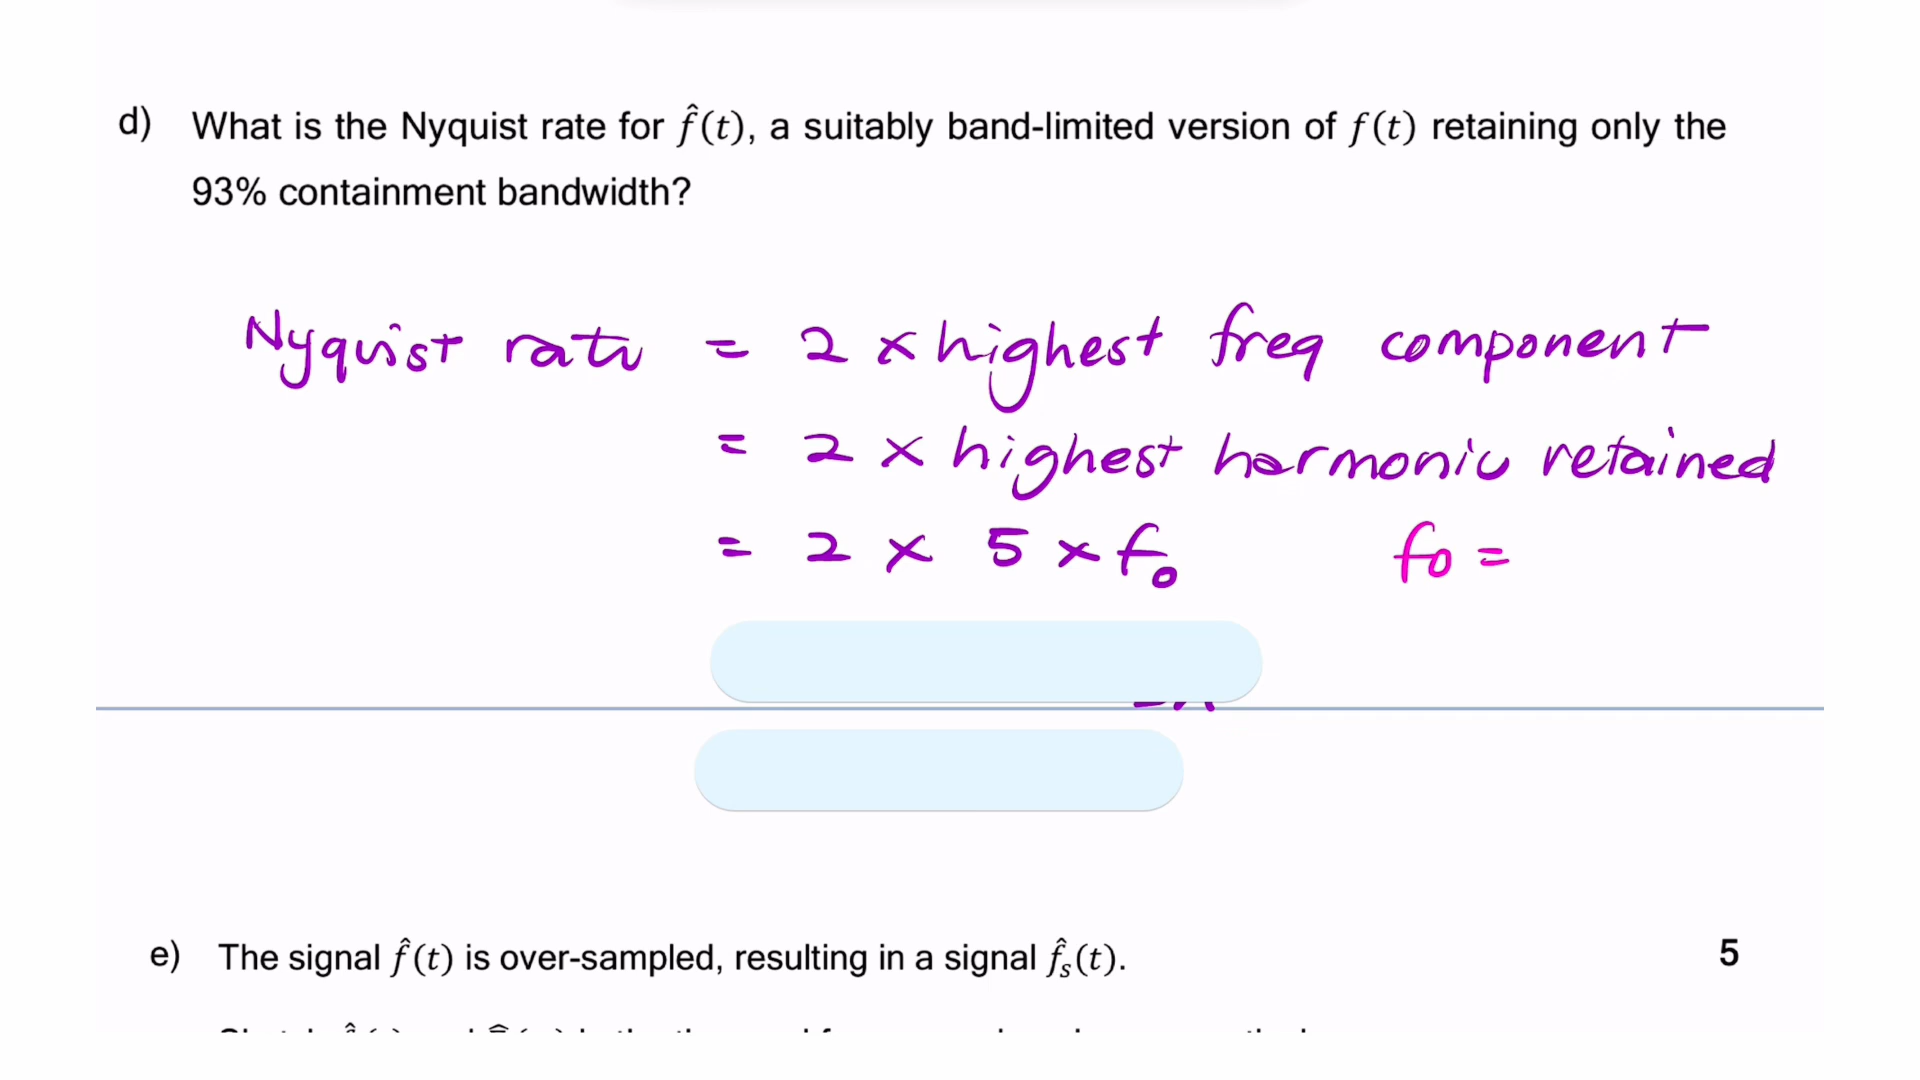 d) What is the Nyquist rate for f̂(t), a suitably band-limited version of f(t) retaining only the
93% containment bandwidth?
Nyquist rate = 2 × highest freq component
= 2 × highest harmonic retained
= 2 × 5 × f₀ f₀ =
e) The signal f̂(t) is over-sampled, resulting in a signal f̂ₛ(t). 5